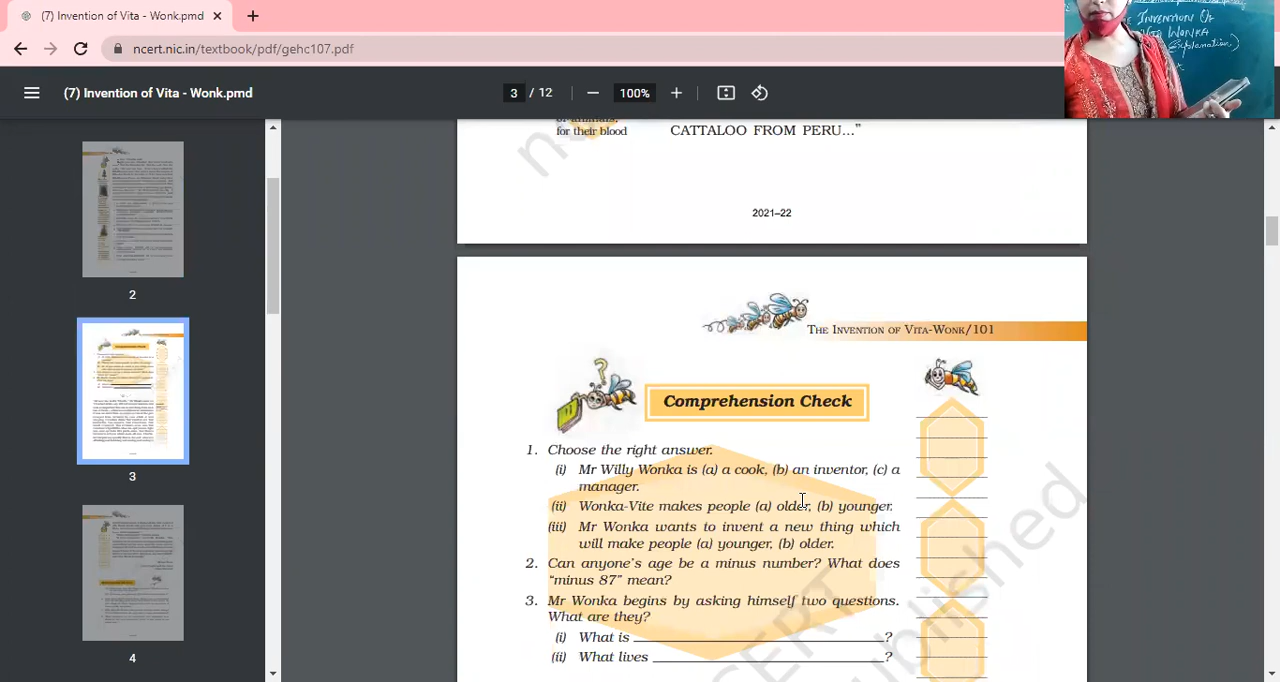 (7) Invention of Vita - Wonk.pmd
ncert.nic.in/textbook/pdf/gehc107.pdf
INVENTION OF
VITA WONKA
(Explanation)
(7) Invention of Vita - Wonk.pmd
3 / 12
100%
for their blood
CATTALOO FROM PERU..."
2021–22
2
3
4
THE INVENTION OF VITA-WONK/101
Comprehension Check
1. Choose the right answer.
(i) Mr Willy Wonka is (a) a cook, (b) an inventor, (c) a
manager.
(ii) Wonka-Vite makes people (a) older, (b) younger.
(iii) Mr Wonka wants to invent a new thing which
will make people (a) younger, (b) older.
2. Can anyone's age be a minus number? What does
"minus 87" mean?
3. Mr Wonka begins by asking himself two questions.
What are they?
(i) What is ______________________________ ?
(ii) What lives ___________________________ ?